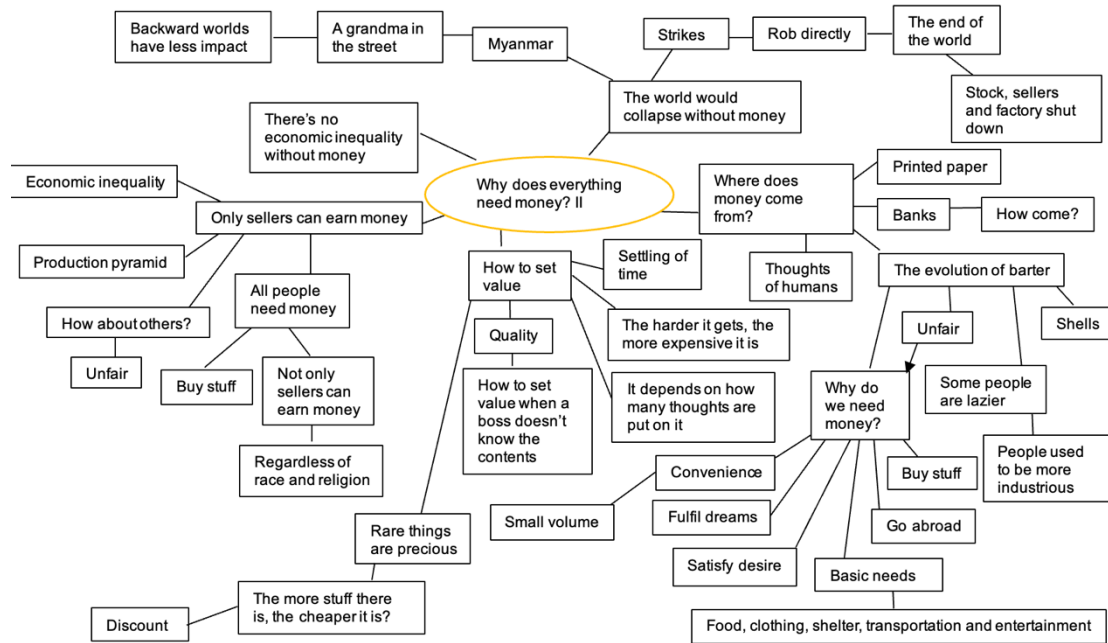 Backward worlds
have less impact
A grandma in
the street
Myanmar
Strikes
Rob directly
The end of
the world
Stock, sellers
and factory shut
down
The world would
collapse without money
There's no
economic inequality
without money
Why does everything
need money? II
Where does
money come
from?
Printed paper
Banks
How come?
Thoughts
of humans
The evolution of barter
Shells
Unfair
Some people
are lazier
People used
to be more
industrious
Why do
we need
money?
Convenience
Small volume
Fulfil dreams
Satisfy desire
Basic needs
Food, clothing, shelter, transportation and entertainment
Go abroad
Buy stuff
Economic inequality
Only sellers can earn money
Production pyramid
How about others?
Unfair
All people
need money
Buy stuff
Not only
sellers can
earn money
Regardless of
race and religion
How to set
value
Settling of
time
The harder it gets, the
more expensive it is
It depends on how
many thoughts are
put on it
Quality
How to set
value when a
boss doesn't
know the
contents
Rare things
are precious
The more stuff there
is, the cheaper it is?
Discount